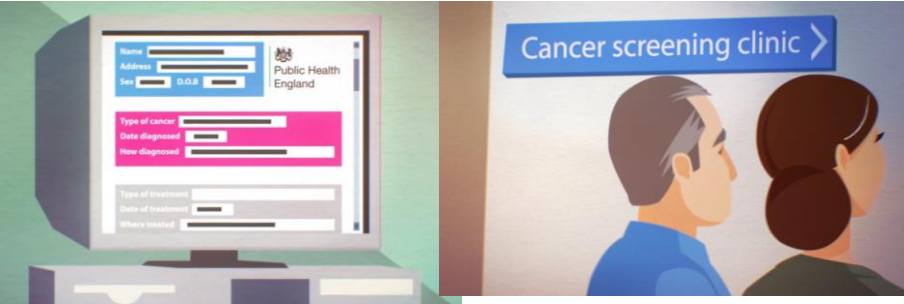 Name
Address
Sex D.O.B
Public Health
England
Type of cancer
Date diagnosed
How diagnosed
Type of treatment
Date of treatment
Where treated
Cancer screening clinic